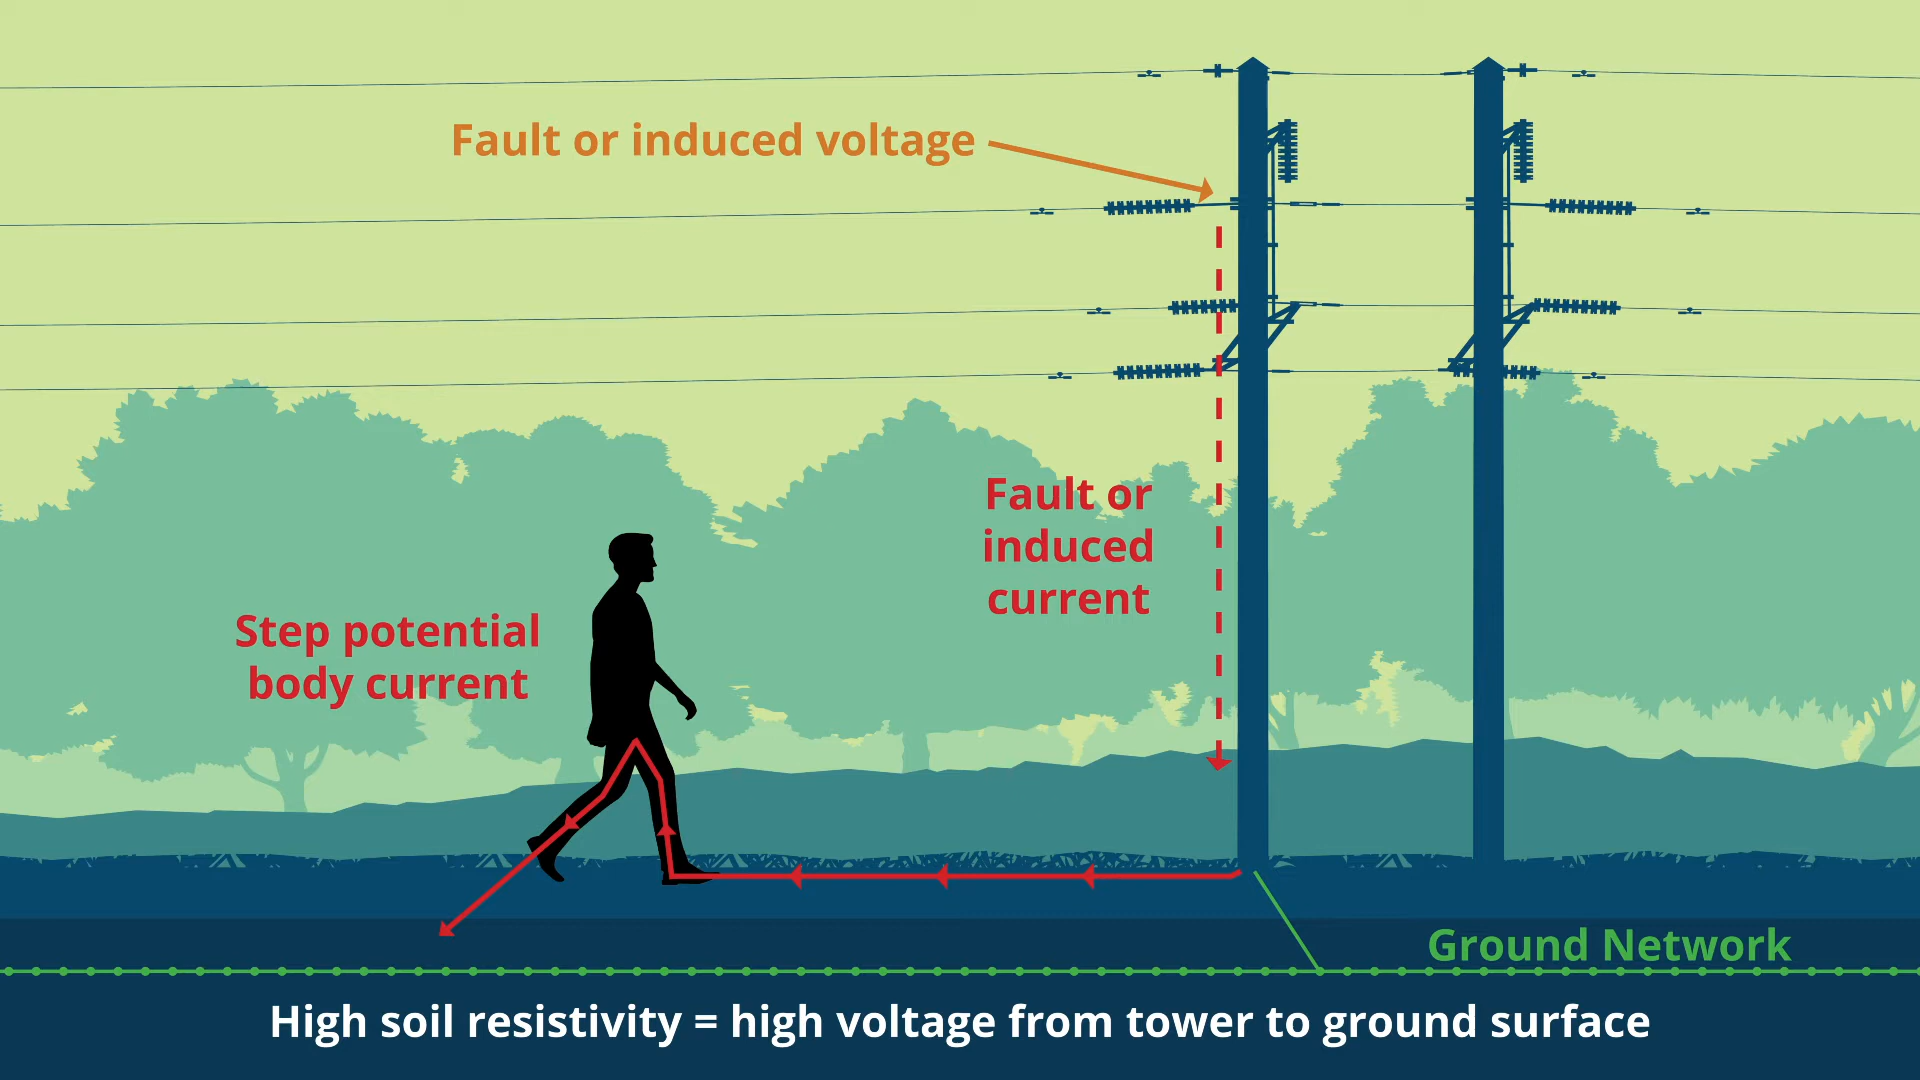 Fault or induced voltage
Fault or
induced
current
Step potential
body current
Ground Network
High soil resistivity = high voltage from tower to ground surface